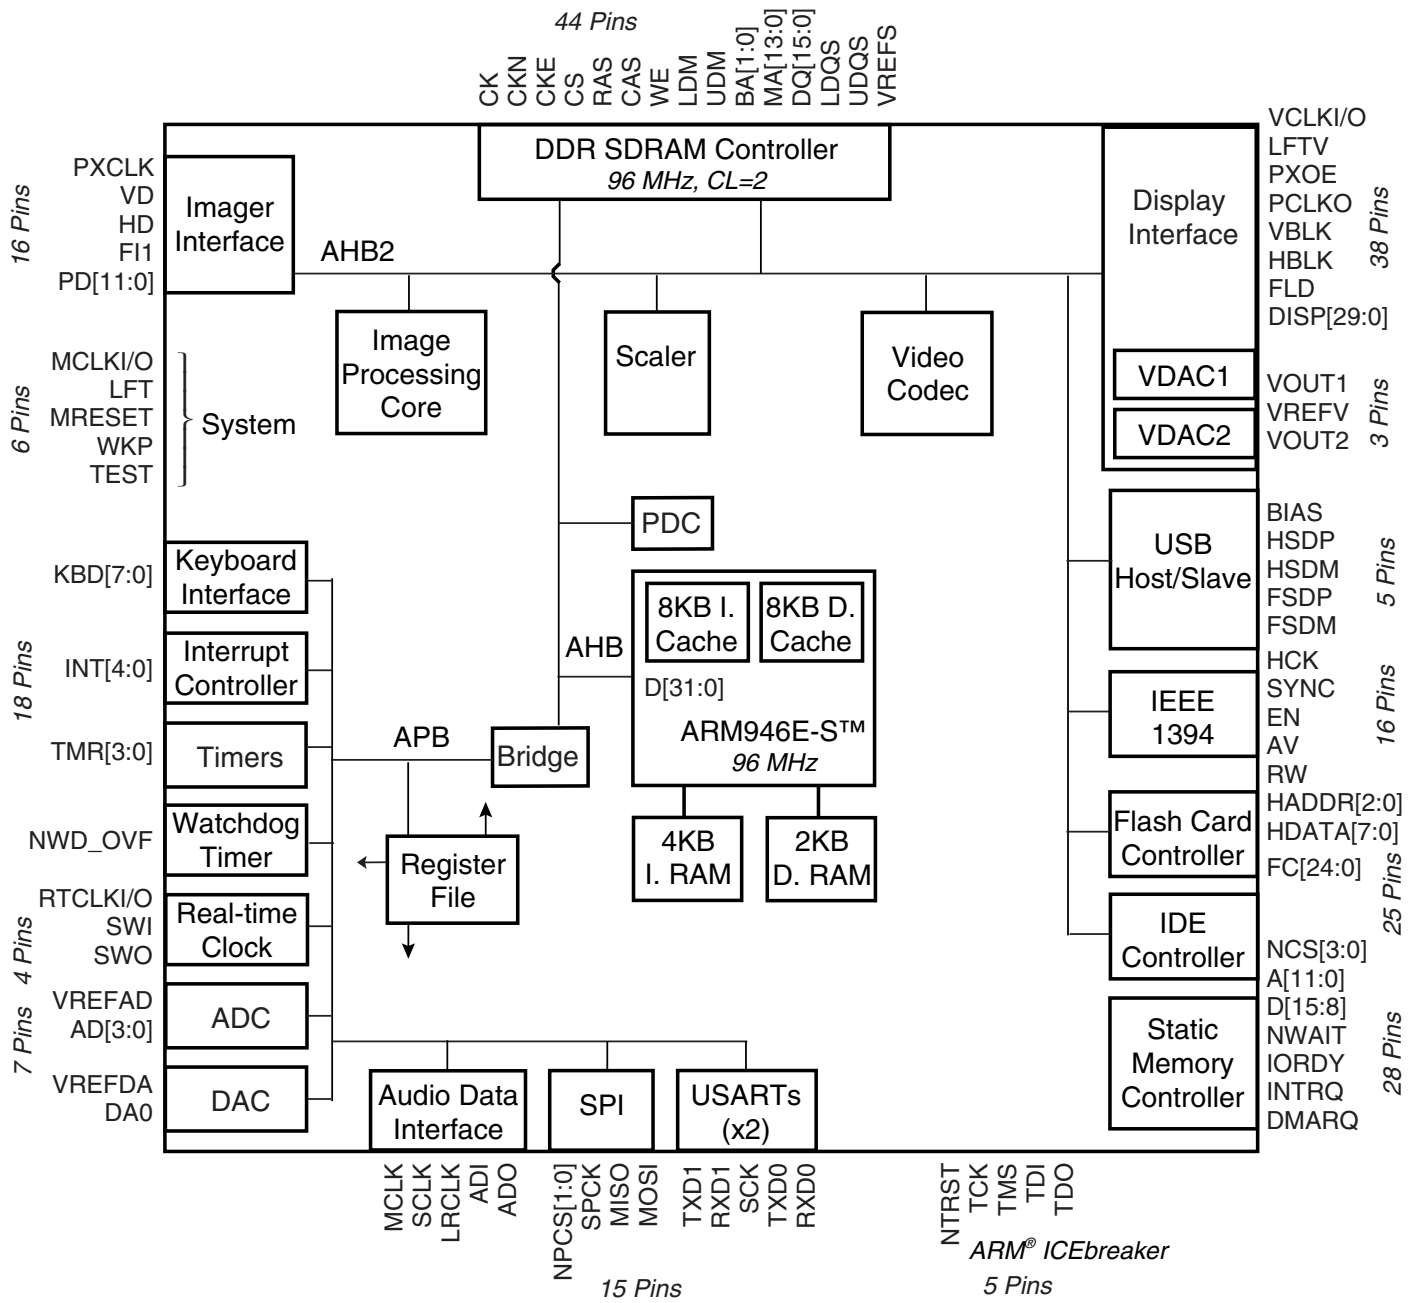 44 Pins
CK
CKN
CKE
CS
RAS
CAS
WE
LDM
UDM
BA[1:0]
MA[13:0]
DQ[15:0]
LDQS
UDQS
VREFS
DDR SDRAM Controller
96 MHz, CL=2
16 Pins
PXCLK
VD
HD
FI1
PD[11:0]
Imager
Interface
AHB2
Image
Processing
Core
Scaler
Video
Codec
Display
Interface
VDAC1
VDAC2
VCLKI/O
LFTV
PXOE
PCLKO
VBLK
HBLK
FLD
DISP[29:0]
38 Pins
VOUT1
VREFV
VOUT2
3 Pins
6 Pins
MCLKI/O
LFT
MRESET
WKP
TEST
System
PDC
USB
Host/Slave
BIAS
HSDP
HSDM
FSDP
FSDM
5 Pins
18 Pins
KBD[7:0]
Keyboard
Interface
INT[4:0]
Interrupt
Controller
TMR[3:0]
Timers
APB
Bridge
AHB
8KB I.
Cache
8KB D.
Cache
D[31:0]
ARM946E-S™
96 MHz
4KB
I. RAM
2KB
D. RAM
IEEE
1394
HCK
SYNC
EN
AV
RW
HADDR[2:0]
HDATA[7:0]
16 Pins
Flash Card
Controller
FC[24:0]
25 Pins
IDE
Controller
NWD_OVF
Watchdog
Timer
Register
File
4 Pins
RTCLKI/O
SWI
SWO
Real-time
Clock
7 Pins
VREFAD
AD[3:0]
ADC
VREFDA
DA0
DAC
Static
Memory
Controller
NCS[3:0]
A[11:0]
D[15:8]
NWAIT
IORDY
INTRQ
DMARQ
28 Pins
Audio Data
Interface
SPI
USARTs
(x2)
MCLK
SCLK
LRCLK
ADI
ADO
NPCS[1:0]
SPCK
MISO
MOSI
TXD1
RXD1
SCK
TXD0
RXD0
15 Pins
NTRST
TCK
TMS
TDI
TDO
ARM® ICEbreaker
5 Pins